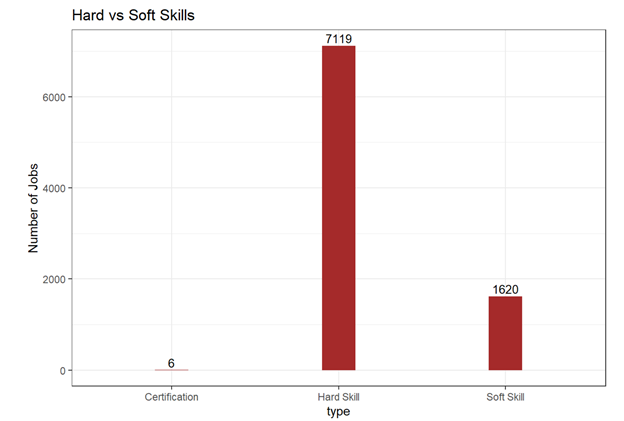 Hard vs Soft Skills
7119
6000
4000
Number of Jobs
2000
1620
6
0
Certification Hard Skill Soft Skill
type